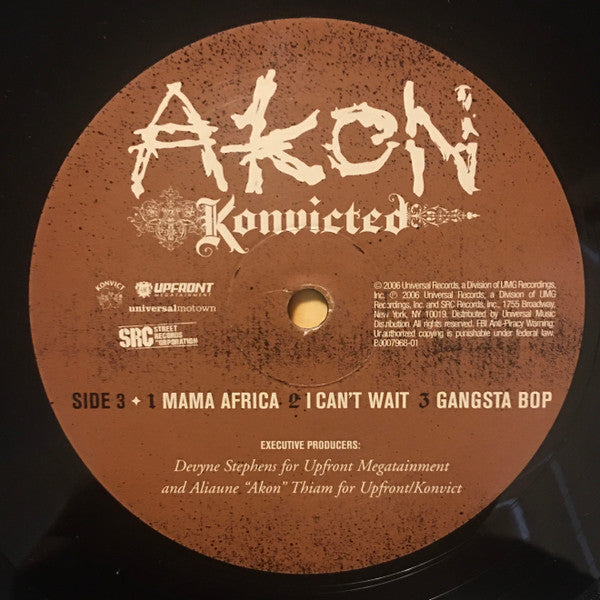 AKON
Konvicted
KONVICT
UPFRONT
MEGATAINMENT
universalmotown
SRC STREET
RECORDS
CORPORATION
© 2006 Universal Records, a Division of UMG Recordings,
Inc. ℗ 2006 Universal Records, a Division of UMG
Recordings, Inc. and SRC Records, Inc., 1755 Broadway,
New York, NY 10019. Distributed by Universal Music
Distribution. All rights reserved. FBI Anti-Piracy Warning:
Unauthorized copying is punishable under federal law.
B0007968-01
SIDE 3 + 1 MAMA AFRICA 2 I CAN'T WAIT 3 GANGSTA BOP
EXECUTIVE PRODUCERS:
Devyne Stephens for Upfront Megatainment
and Aliaune “Akon” Thiam for Upfront/Konvict